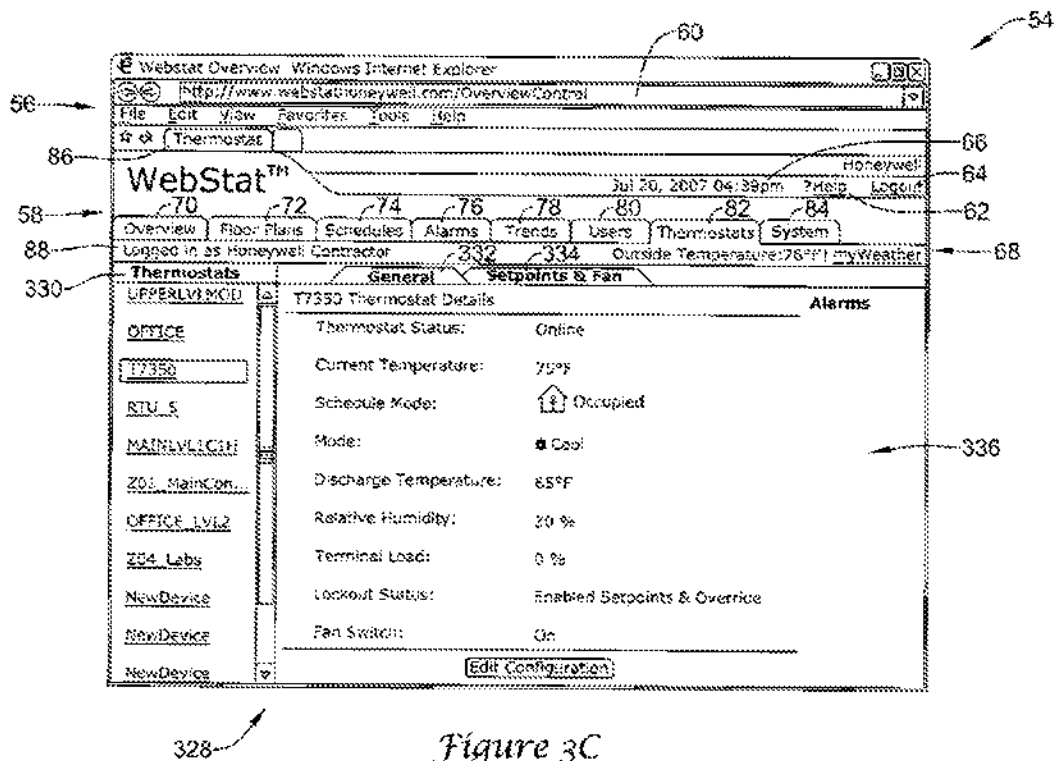 54
60
Webstat Overview Windows Internet Explorer
http://www.webstathoneywell.com/OverviewControl
56
File Edit View Favorites Tools Help
Thermostat
86
66
Honeywell
WebStat™
Jul 20, 2007 04:39pm ?Help Logout
64
62
58
70 72 74 76 78 80 82 84
Overview Floor Plans Schedules Alarms Trends Users Thermostats System
88
Logged in as Honeywell Contractor
Outside Temperature:76°F | myWeather
68
332 334
330
Thermostats
General Setpoints & Fan
UPPERLVLMOD
T7350 Thermostat Details
Alarms
OFFICE
Thermostat Status: Online
T7350
Current Temperature: 75°F
RTU_5
Schedule Mode: Occupied
MAINLVL1C1H
Mode: Cool
336
Z01_MainCon...
Discharge Temperature: 65°F
OFFICE_LVL2
Relative Humidity: 20 %
Z04_Labs
Terminal Load: 0 %
NewDevice
Lockout Status: Enabled Setpoints & Override
NewDevice
Fan Switch: On
NewDevice
Edit Configuration
328
Figure 3C